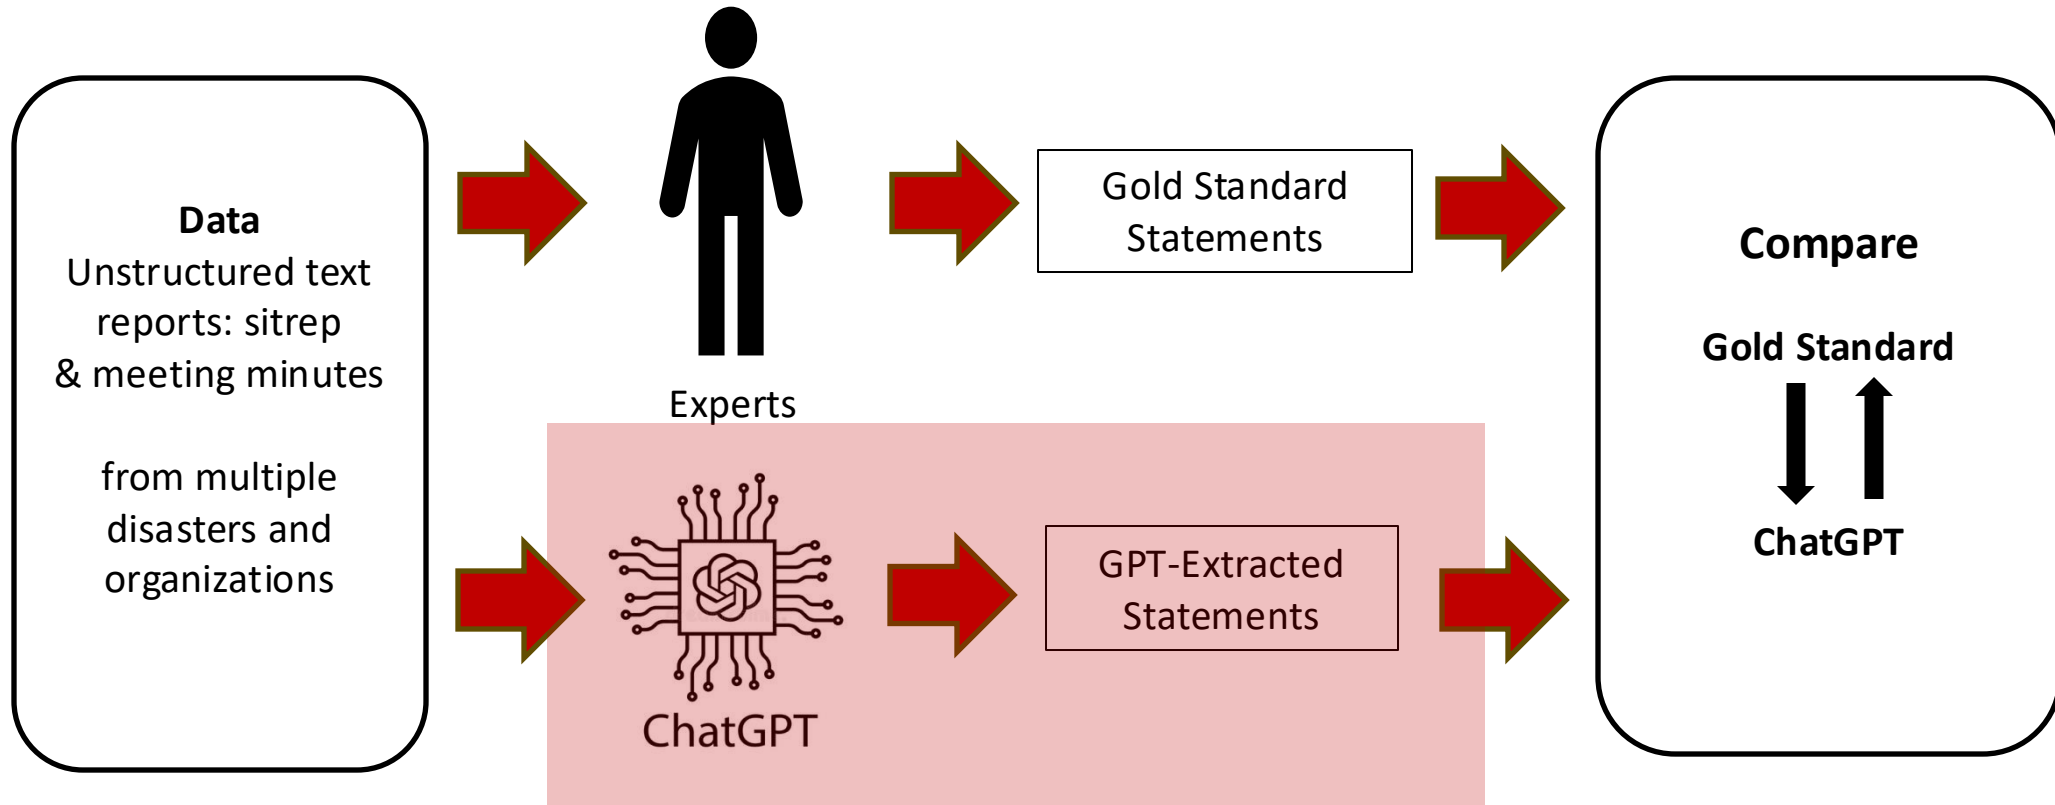 Data
Unstructured text
reports: sitrep
& meeting minutes
from multiple
disasters and
organizations
Experts
Gold Standard
Statements
ChatGPT
GPT-Extracted
Statements
Compare
Gold Standard
ChatGPT